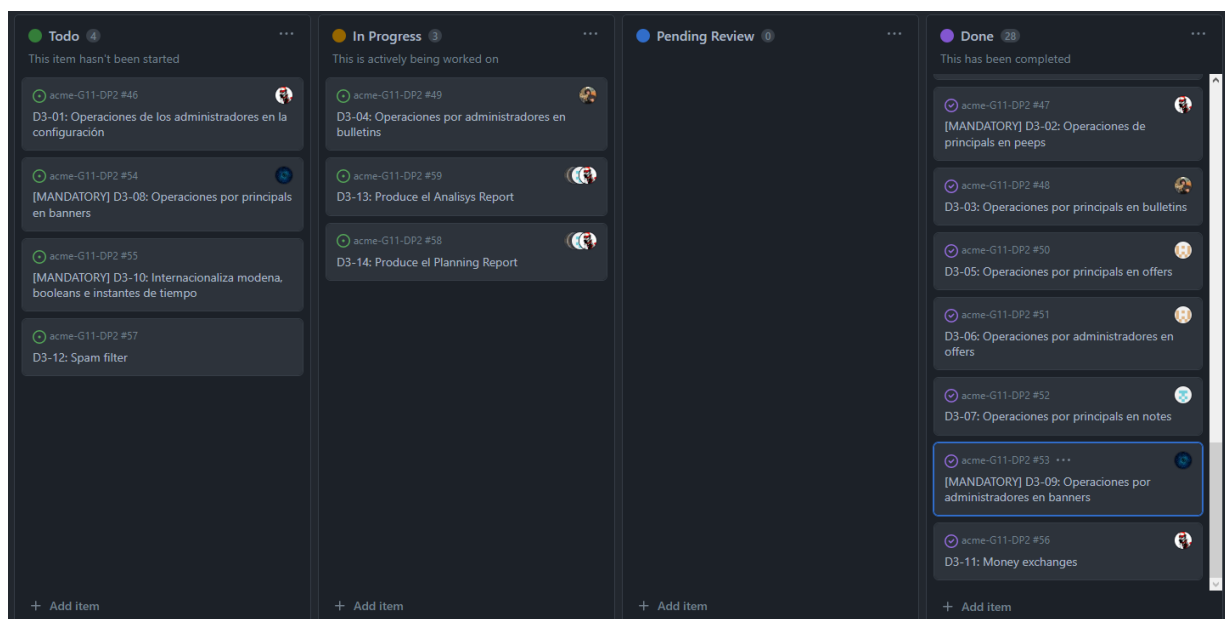 Todo 4
This item hasn't been started
acme-G11-DP2 #46
D3-01: Operaciones de los administradores en la
configuración
acme-G11-DP2 #54
[MANDATORY] D3-08: Operaciones por principals
en banners
acme-G11-DP2 #55
[MANDATORY] D3-10: Internacionaliza modena,
booleans e instantes de tiempo
acme-G11-DP2 #57
D3-12: Spam filter
+ Add item
In Progress 3
This is actively being worked on
acme-G11-DP2 #49
D3-04: Operaciones por administradores en
bulletins
acme-G11-DP2 #59
D3-13: Produce el Analisys Report
acme-G11-DP2 #58
D3-14: Produce el Planning Report
+ Add item
Pending Review 0
+ Add item
Done 28
This has been completed
acme-G11-DP2 #47
[MANDATORY] D3-02: Operaciones de
principals en peeps
acme-G11-DP2 #48
D3-03: Operaciones por principals en bulletins
acme-G11-DP2 #50
D3-05: Operaciones por principals en offers
acme-G11-DP2 #51
D3-06: Operaciones por administradores en
offers
acme-G11-DP2 #52
D3-07: Operaciones por principals en notes
acme-G11-DP2 #53
[MANDATORY] D3-09: Operaciones por
administradores en banners
acme-G11-DP2 #56
D3-11: Money exchanges
+ Add item